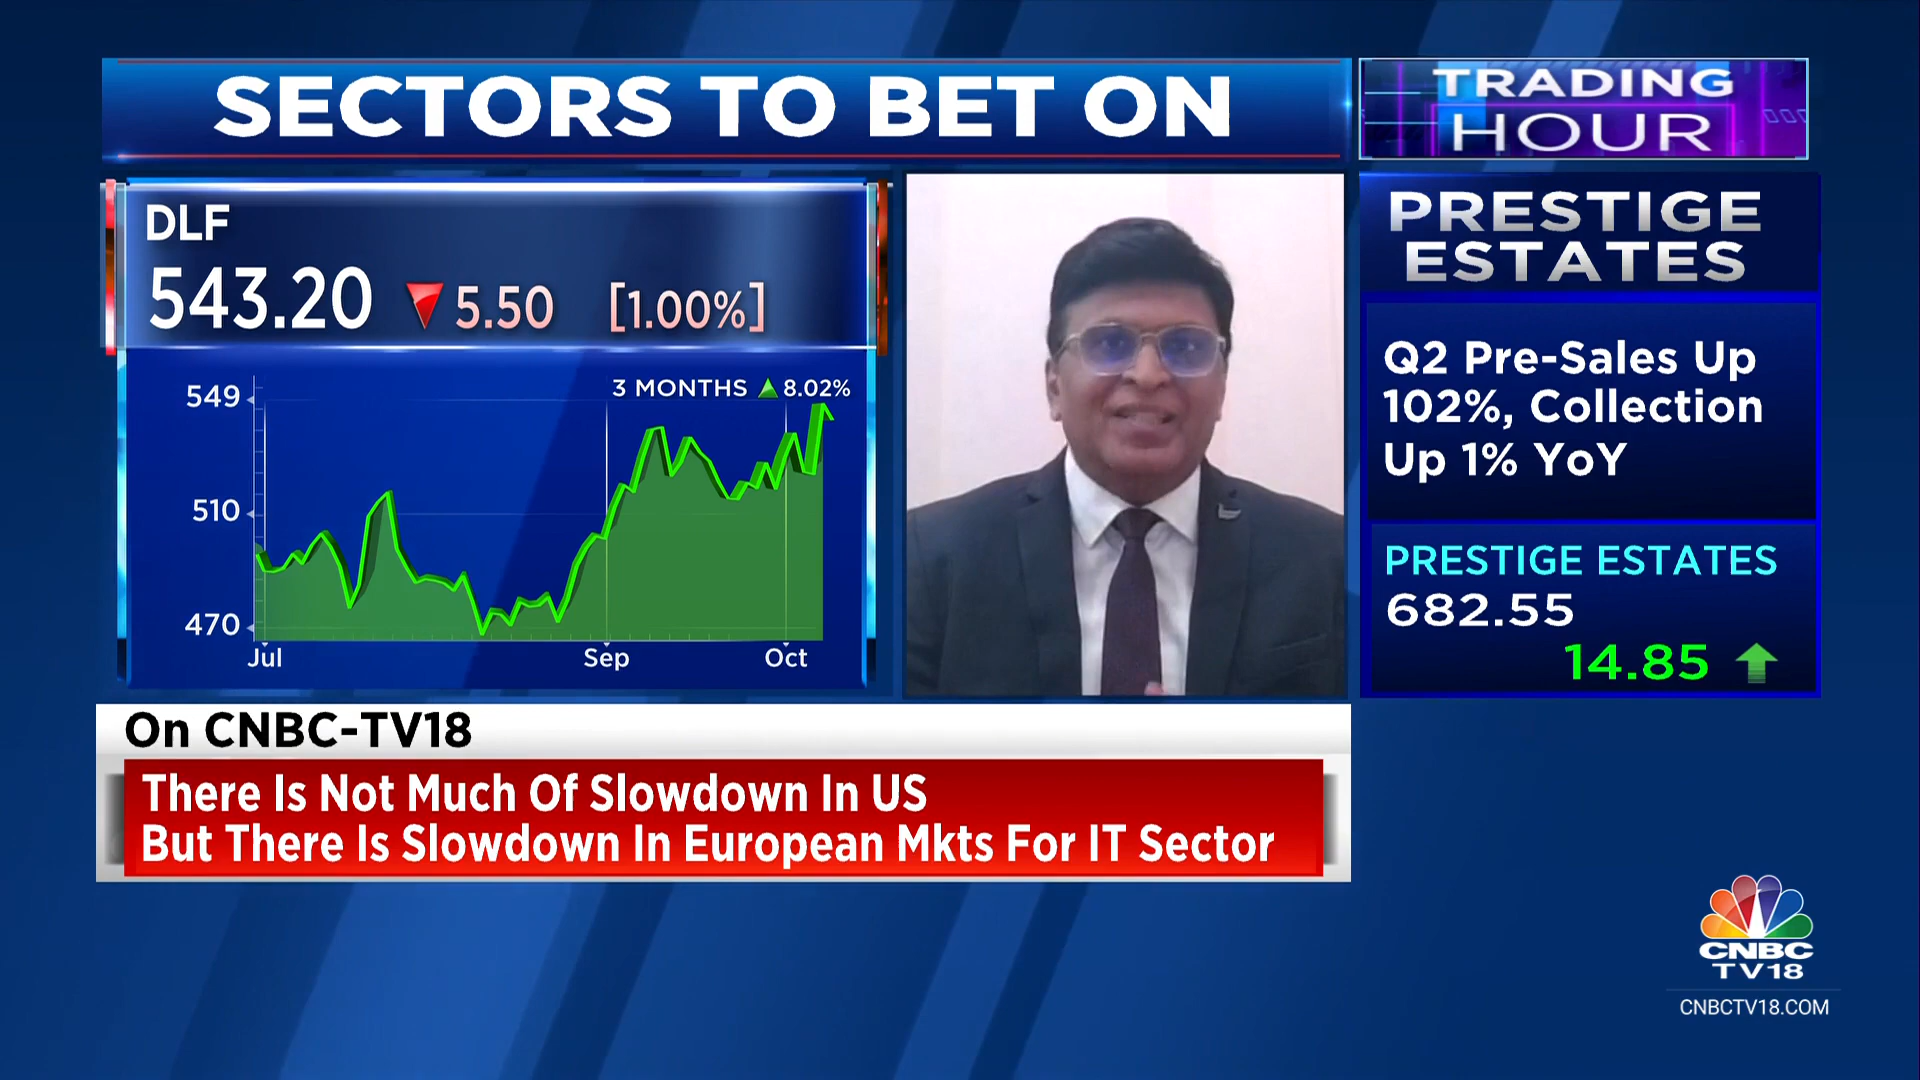 SECTORS TO BET ON
TRADING
HOUR
DLF
543.20 ▼ 5.50 [1.00%]
3 MONTHS ▲ 8.02%
549
510
470
Jul Sep Oct
PRESTIGE
ESTATES
Q2 Pre-Sales Up
102%, Collection
Up 1% YoY
PRESTIGE ESTATES
682.55
14.85
On CNBC-TV18
There Is Not Much Of Slowdown In US
But There Is Slowdown In European Mkts For IT Sector
CNBC
TV18
CNBCTV18.COM